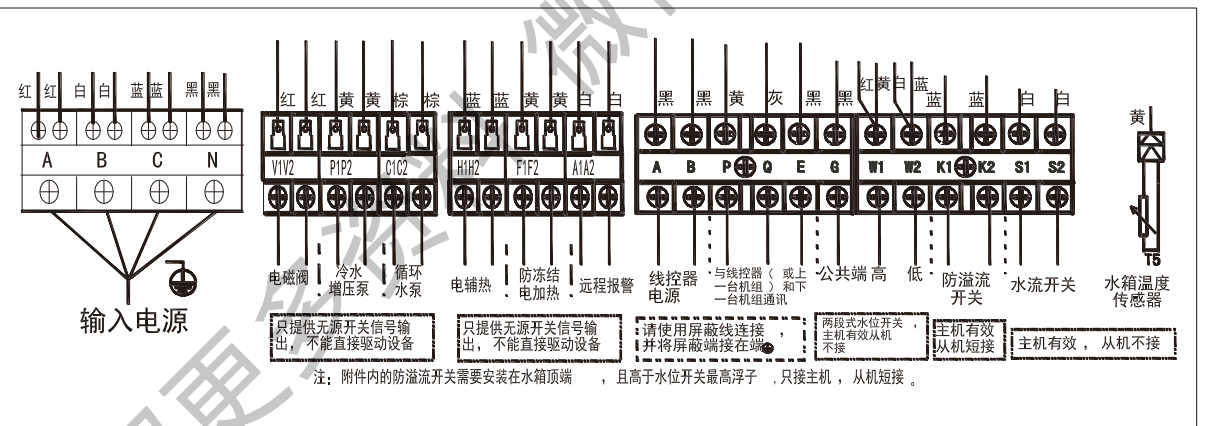 红 红 白 白 蓝 蓝 黑 黑
A B C N
输入电源
红 红 黄 黄 棕 棕
V1V2 P1P2 C1C2
电磁阀
冷水
增压泵
循环
水泵
只提供无源开关信号输
出，不能直接驱动设备
蓝 蓝 黄 黄 白 白
H1H2 F1F2 A1A2
电辅热
防冻结
电加热
远程报警
只提供无源开关信号输
出，不能直接驱动设备
黑 黑 黄 灰 黑 黑 红 黄 白 蓝 蓝 蓝 白 白
A B P Q E G W1 W2 K1 K2 S1 S2
线控器
电源
与线控器（ 或上
一台机组 ）和下
一台机组通讯
公共端 高 低
防溢流
开关
水流开关
请使用屏蔽线连接 ，
并将屏蔽端接在端
两段式水位开关 ，
主机有效从机
不接
主机有效
从机短接
主机有效 ，从机不接
黄
T5
水箱温度
传感器
注：附件内的防溢流开关需要安装在水箱顶端 ，且高于水位开关最高浮子 ，只接主机 ，从机短接 。